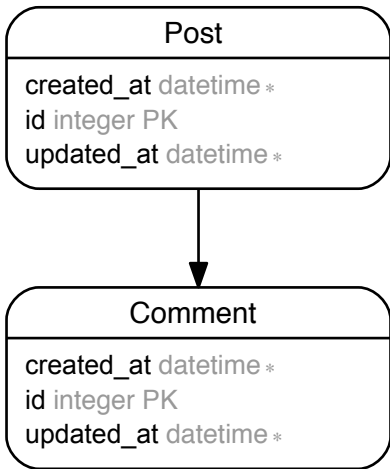 Post
created_at datetime *
id integer PK
updated_at datetime *
Comment
created_at datetime *
id integer PK
updated_at datetime *